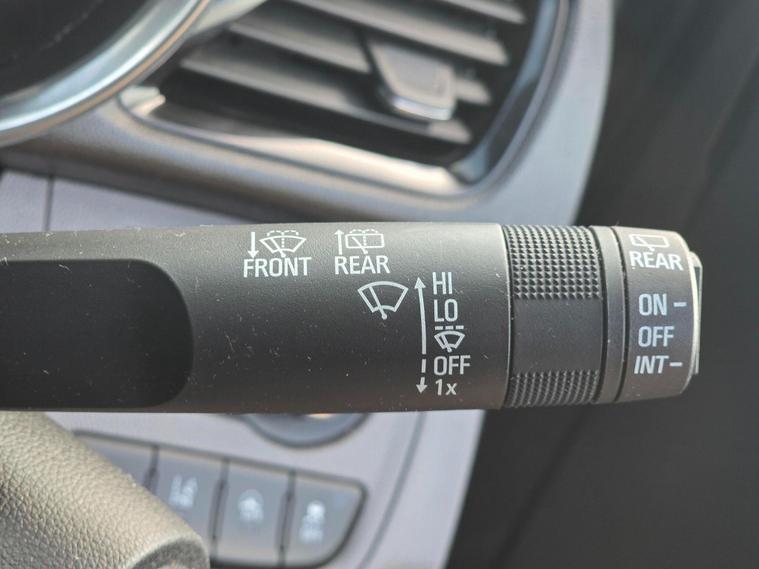 FRONT
REAR
HI
LO
OFF
1x
REAR
ON
OFF
INT